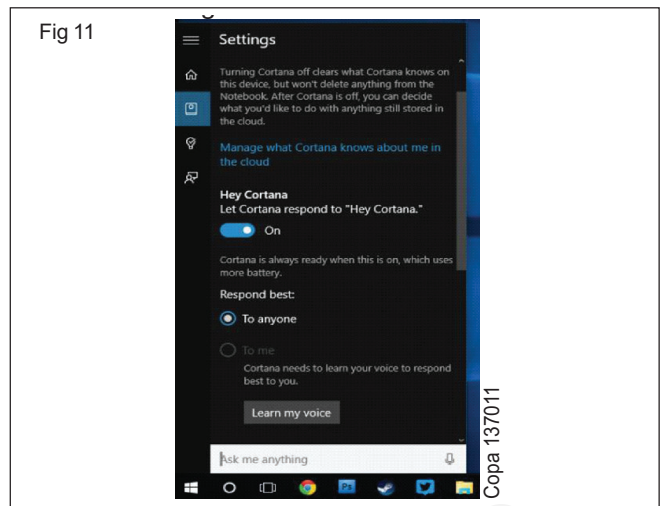 Fig 11
Settings
Turning Cortana off clears what Cortana knows on
this device, but won't delete anything from the
Notebook. After Cortana is off, you can decide
what you'd like to do with anything still stored in
the cloud.
Manage what Cortana knows about me in
the cloud
Hey Cortana
Let Cortana respond to "Hey Cortana."
On
Cortana is always ready when this is on, which uses
more battery.
Respond best:
To anyone
To me
Cortana needs to learn your voice to respond
best to you.
Learn my voice
Ask me anything
Ps
Copa 137011